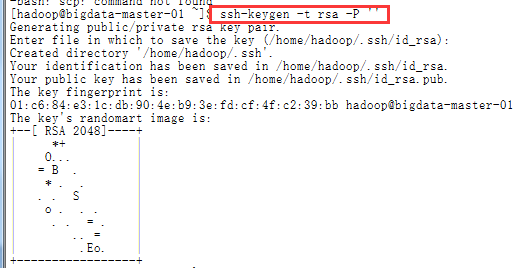 -bash: scp: command not found
[hadoop@bigdata-master-01 ~]$ ssh-keygen -t rsa -P ''
Generating public/private rsa key pair.
Enter file in which to save the key (/home/hadoop/.ssh/id_rsa):
Created directory '/home/hadoop/.ssh'.
Your identification has been saved in /home/hadoop/.ssh/id_rsa.
Your public key has been saved in /home/hadoop/.ssh/id_rsa.pub.
The key fingerprint is:
01:c6:84:e3:1c:db:90:4e:b9:3e:fd:cf:4f:c2:39:bb hadoop@bigdata-master-01
The key's randomart image is:
+--[ RSA 2048]----+
|     *+          |
|    O...         |
|   = B  .        |
|    * .  .       |
|   . .  S        |
|    o .  . .     |
|     . .  = .    |
|        .. =     |
|         .Eo.    |
+-----------------+